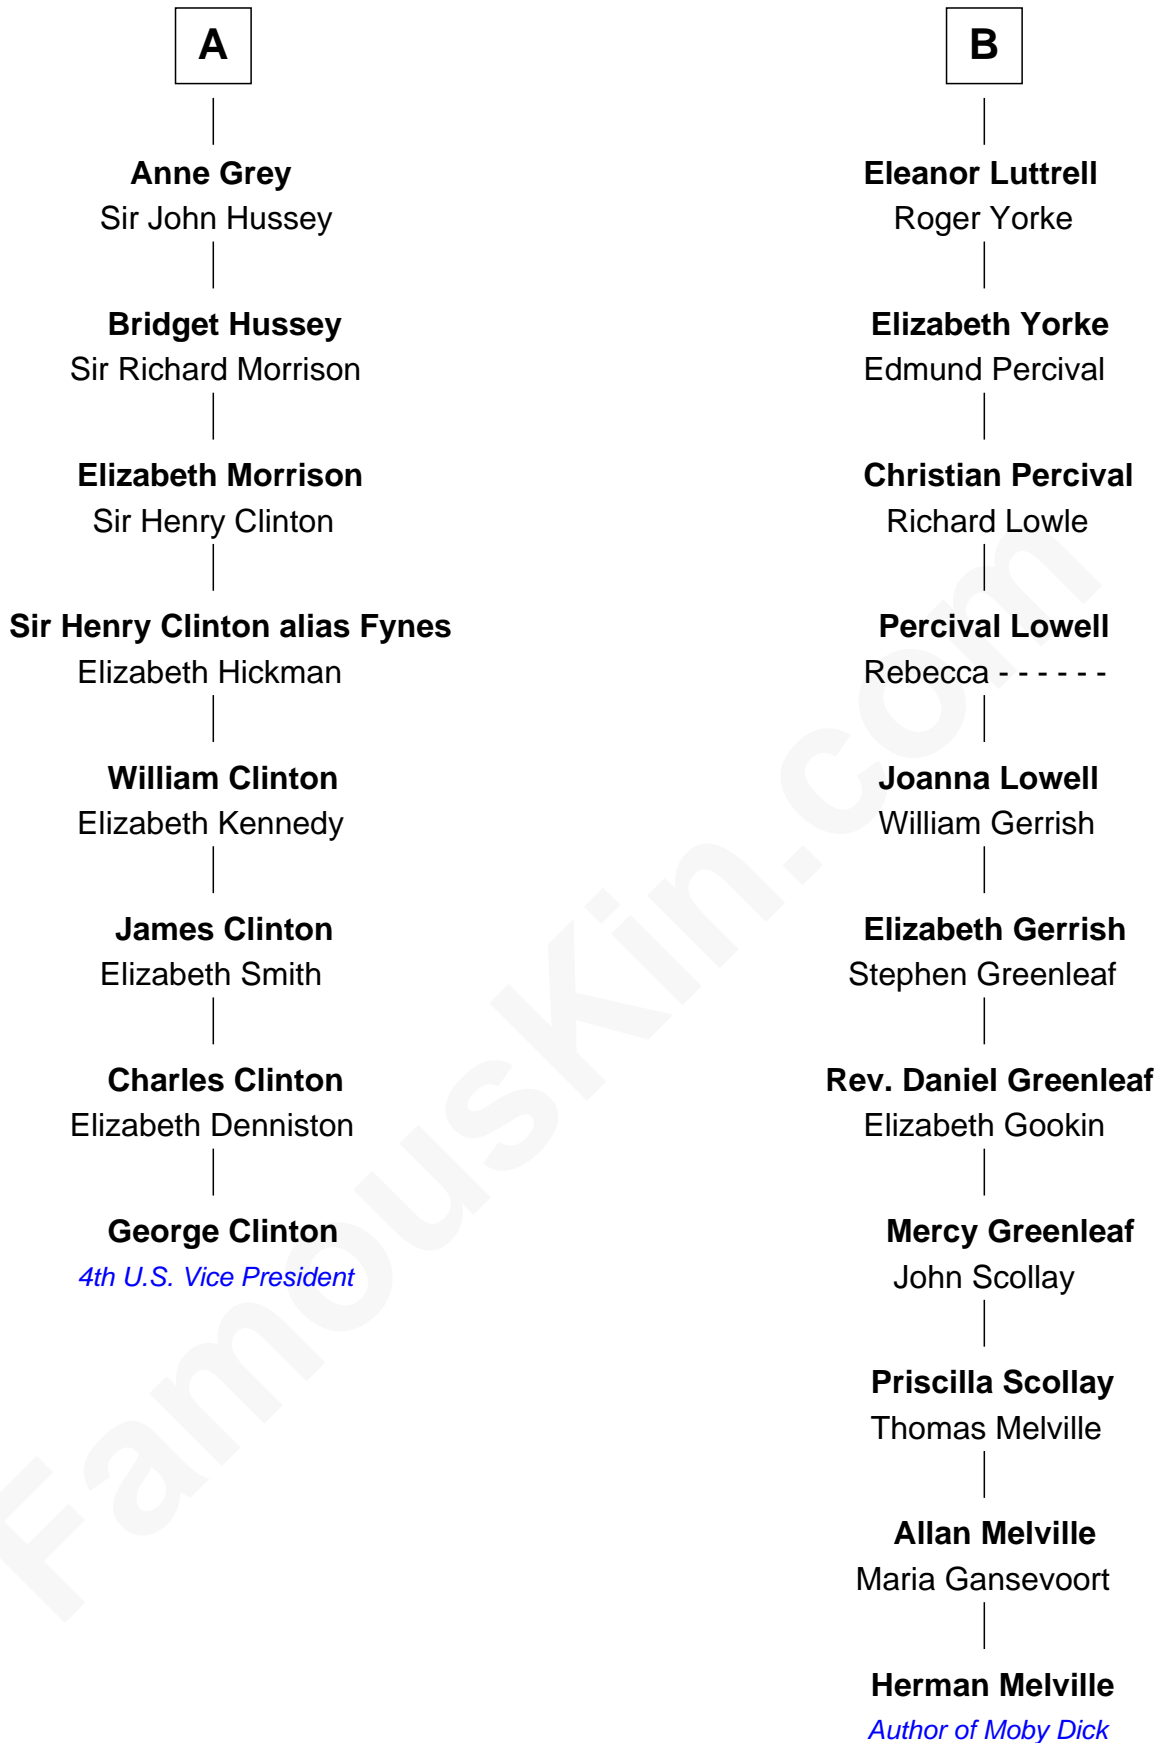 A
Anne Grey
Sir John Hussey
Bridget Hussey
Sir Richard Morrison
Elizabeth Morrison
Sir Henry Clinton
Sir Henry Clinton alias Fynes
Elizabeth Hickman
William Clinton
Elizabeth Kennedy
James Clinton
Elizabeth Smith
Charles Clinton
Elizabeth Denniston
George Clinton
4th U.S. Vice President
B
Eleanor Luttrell
Roger Yorke
Elizabeth Yorke
Edmund Percival
Christian Percival
Richard Lowle
Percival Lowell
Rebecca - - - - - -
Joanna Lowell
William Gerrish
Elizabeth Gerrish
Stephen Greenleaf
Rev. Daniel Greenleaf
Elizabeth Gookin
Mercy Greenleaf
John Scollay
Priscilla Scollay
Thomas Melville
Allan Melville
Maria Gansevoort
Herman Melville
Author of Moby Dick
FamousKin.com